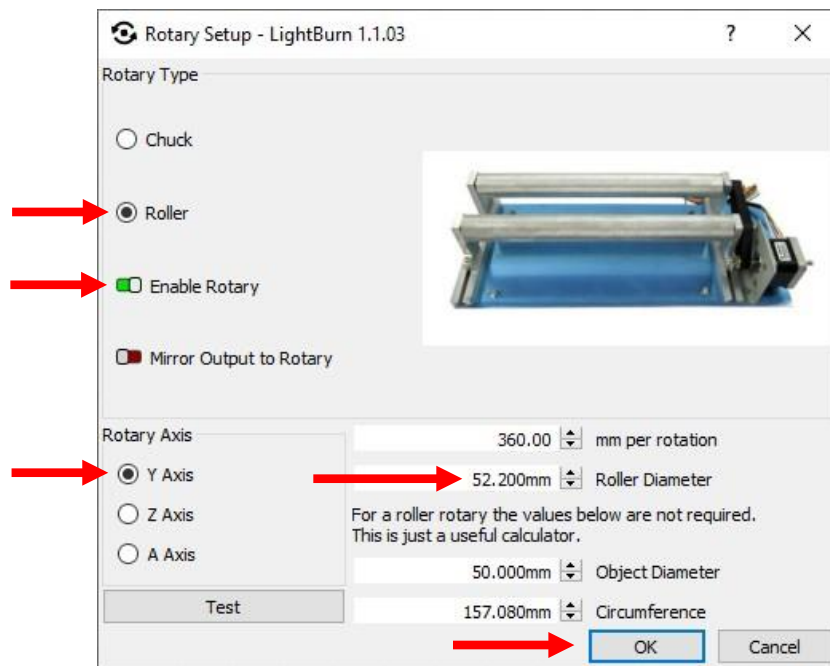 Rotary Setup - LightBurn 1.1.03
?
Rotary Type
Chuck
Roller
Enable Rotary
Mirror Output to Rotary
Rotary Axis
Y Axis
Z Axis
A Axis
Test
360.00 mm per rotation
52.200mm Roller Diameter
For a roller rotary the values below are not required.
This is just a useful calculator.
50.000mm Object Diameter
157.080mm Circumference
OK
Cancel